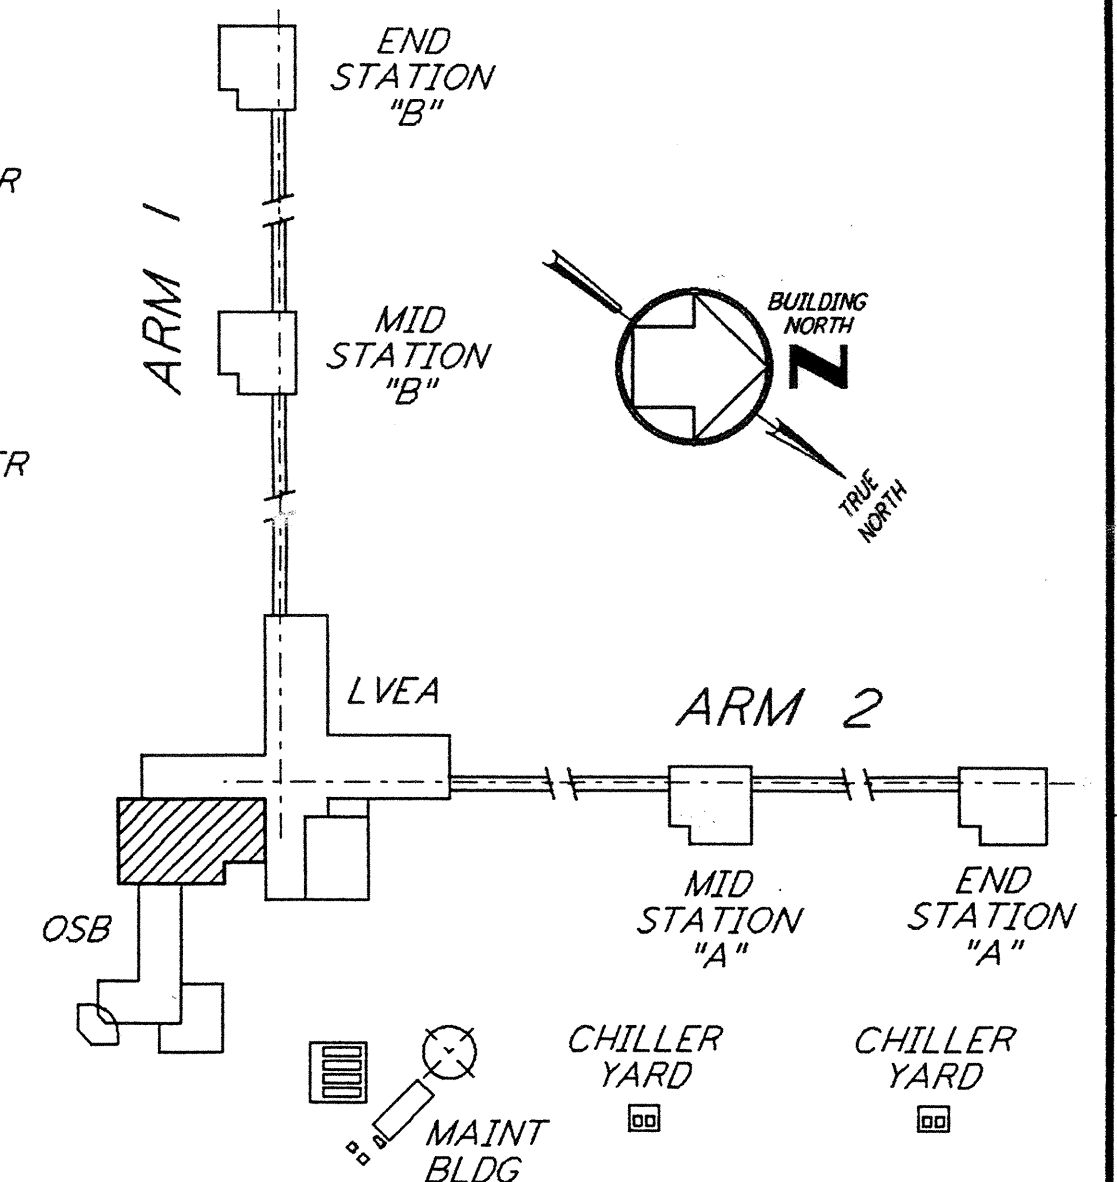 END
STATION
"B"
R
ARM 1
MID
STATION
"B"
BUILDING
NORTH
N
TR
TRUE
NORTH
LVEA
ARM 2
MID
STATION
"A"
END
STATION
"A"
OSB
CHILLER
YARD
CHILLER
YARD
MAINT
BLDG